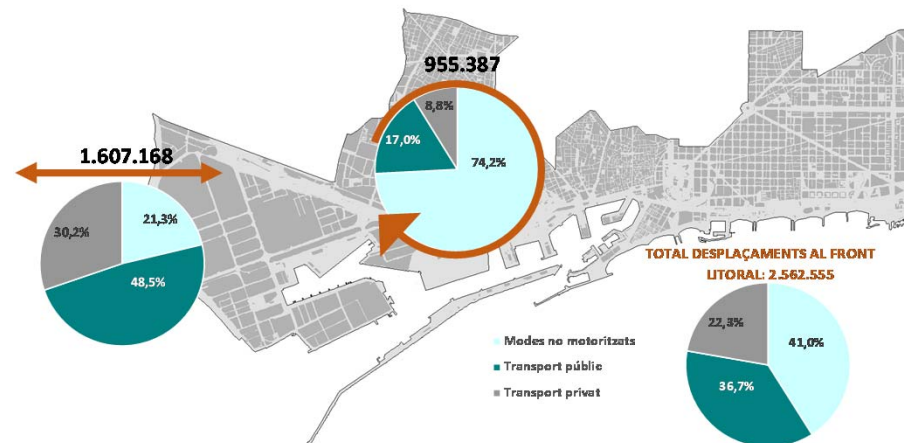 955.387
8,8%
17,0%
74,2%
1.607.168
30,2%
21,3%
48,5%
TOTAL DESPLAÇAMENTS AL FRONT
LITORAL: 2.562.555
22,3%
41,0%
36,7%
Modes no motoritzats
Transport públic
Transport privat